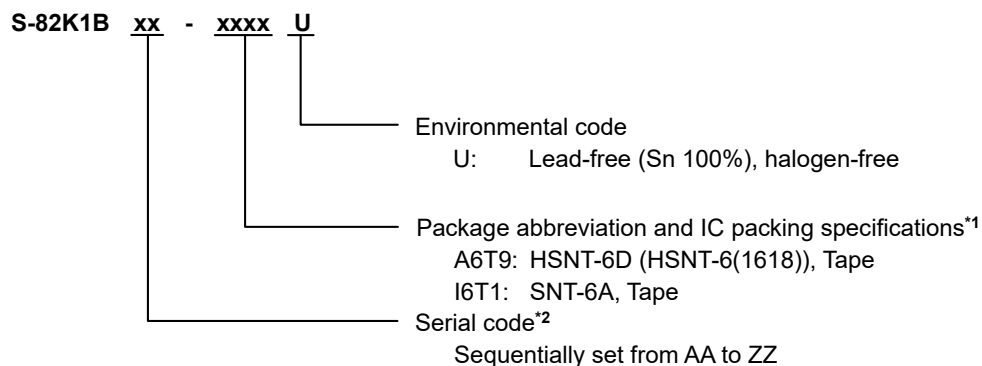 S-82K1B xx - xxxx U
Environmental code
U: Lead-free (Sn 100%), halogen-free
Package abbreviation and IC packing specifications*1
A6T9: HSNT-6D (HSNT-6(1618)), Tape
I6T1: SNT-6A, Tape
Serial code*2
Sequentially set from AA to ZZ